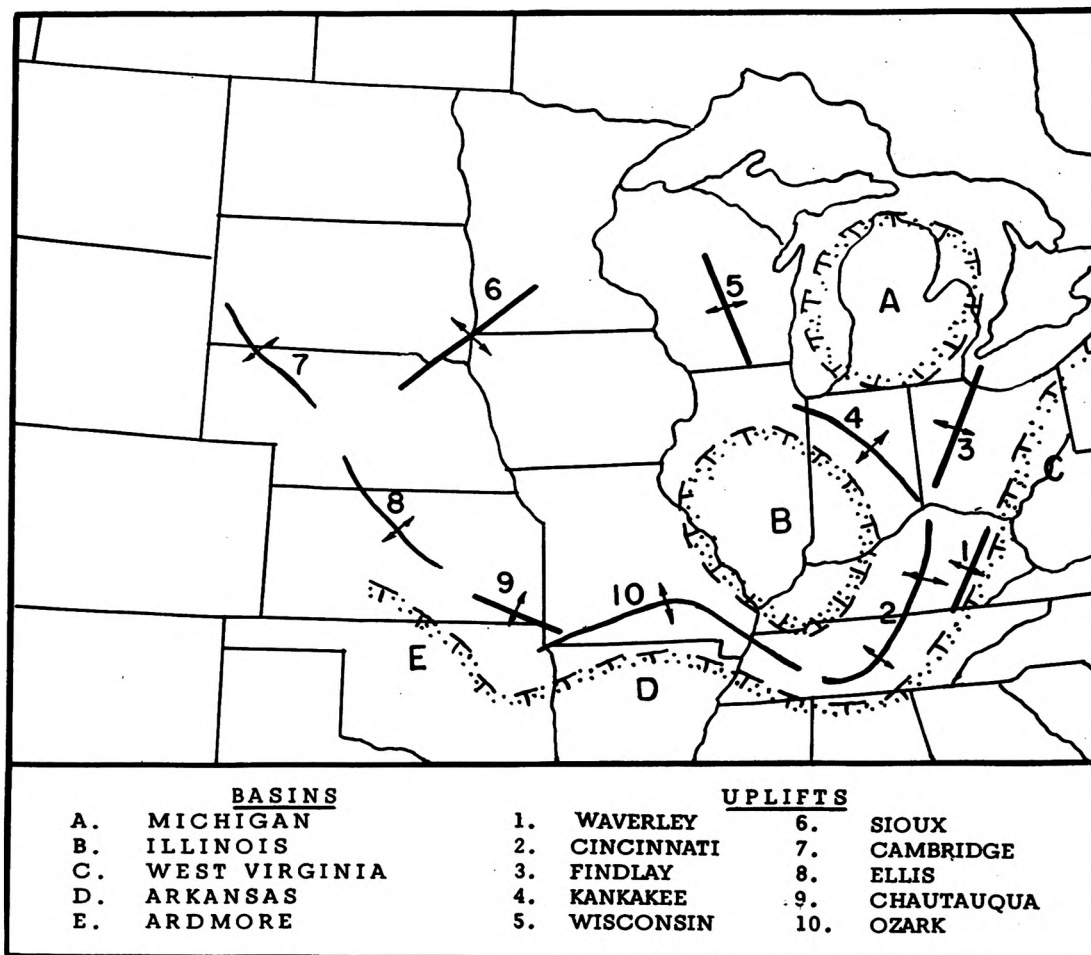 6
5
A
7
4
3
C
8
B
1
9
10
2
E
D
BASINS
A. MICHIGAN
B. ILLINOIS
C. WEST VIRGINIA
D. ARKANSAS
E. ARDMORE
UPLIFTS
1. WAVERLEY
2. CINCINNATI
3. FINDLAY
4. KANKAKEE
5. WISCONSIN
6. SIOUX
7. CAMBRIDGE
8. ELLIS
9. CHAUTAUQUA
10. OZARK